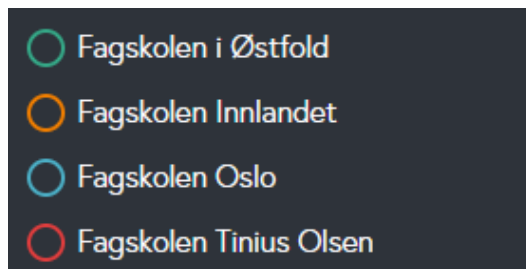 Fagskolen i Østfold
Fagskolen Innlandet
Fagskolen Oslo
Fagskolen Tinius Olsen